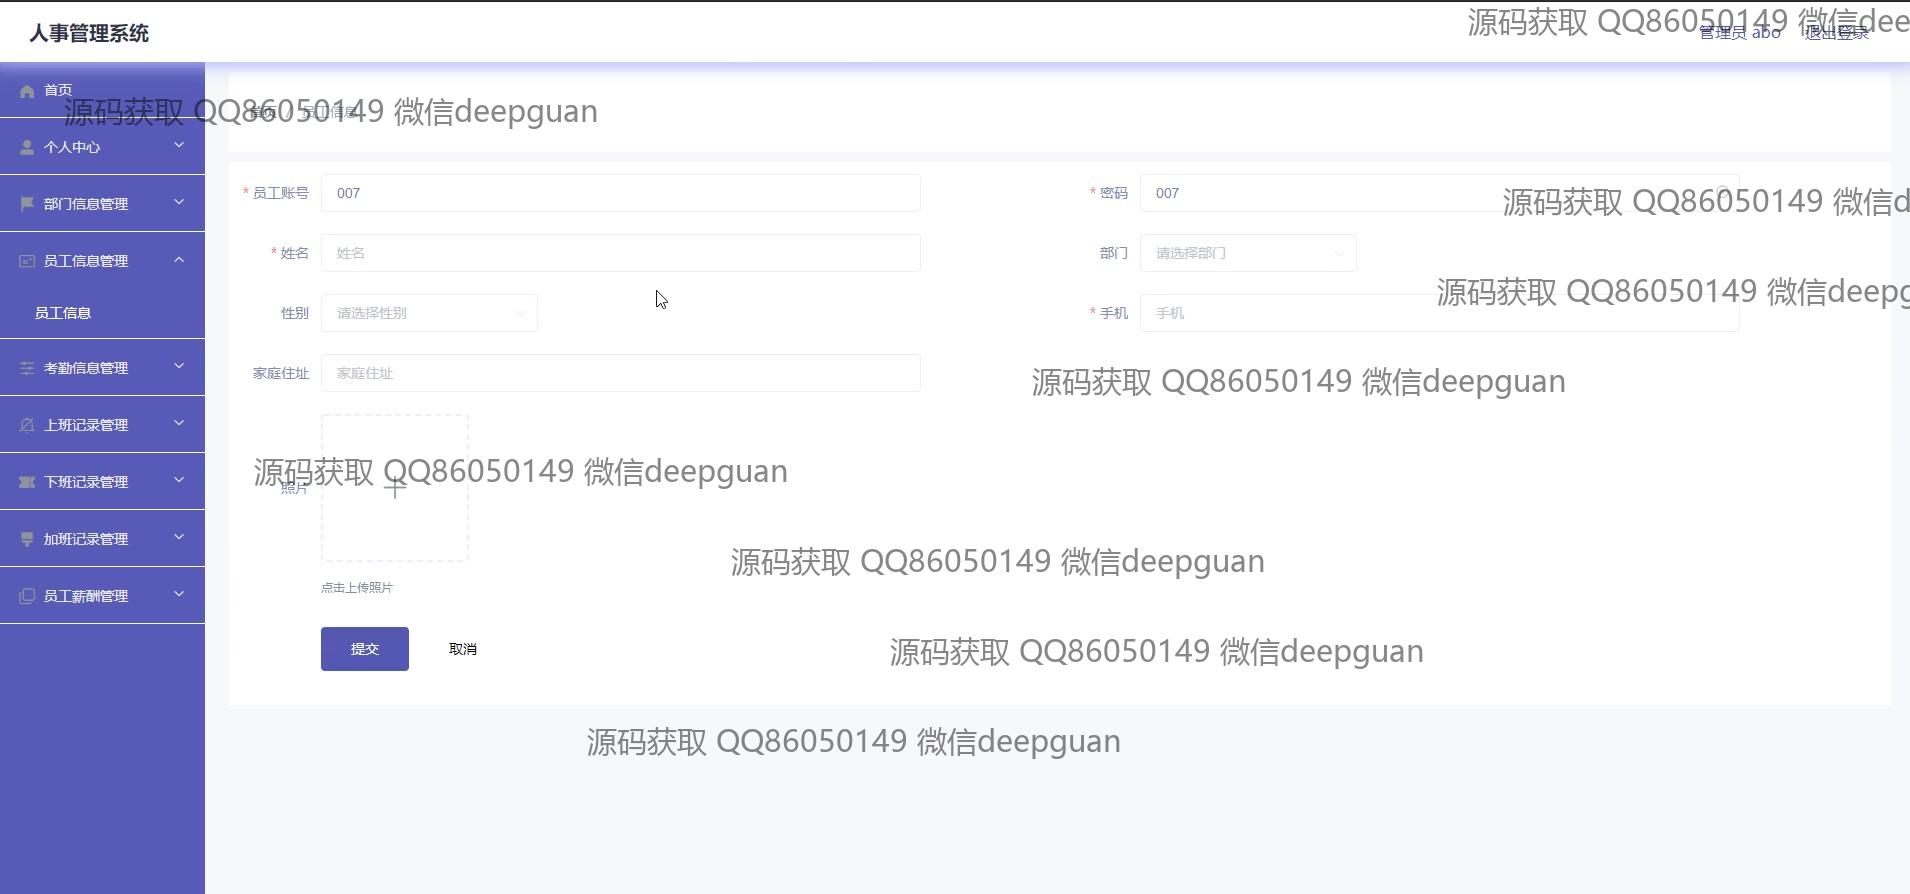 人事管理系统
源码获取 QQ86050149 微信dee
管理员 abo
退出登录
首页
源码获取 QQ86050149 微信deepguan
首页 / 员工信息
个人中心
部门信息管理
员工信息管理
员工信息
考勤信息管理
上班记录管理
下班记录管理
加班记录管理
员工薪酬管理
* 员工账号 007
* 密码 007
源码获取 QQ86050149 微信d
* 姓名 姓名
部门 请选择部门
源码获取 QQ86050149 微信deepg
性别 请选择性别
* 手机 手机
家庭住址 家庭住址
源码获取 QQ86050149 微信deepguan
源码获取 QQ86050149 微信deepguan
照片
源码获取 QQ86050149 微信deepguan
点击上传照片
提交 取消
源码获取 QQ86050149 微信deepguan
源码获取 QQ86050149 微信deepguan